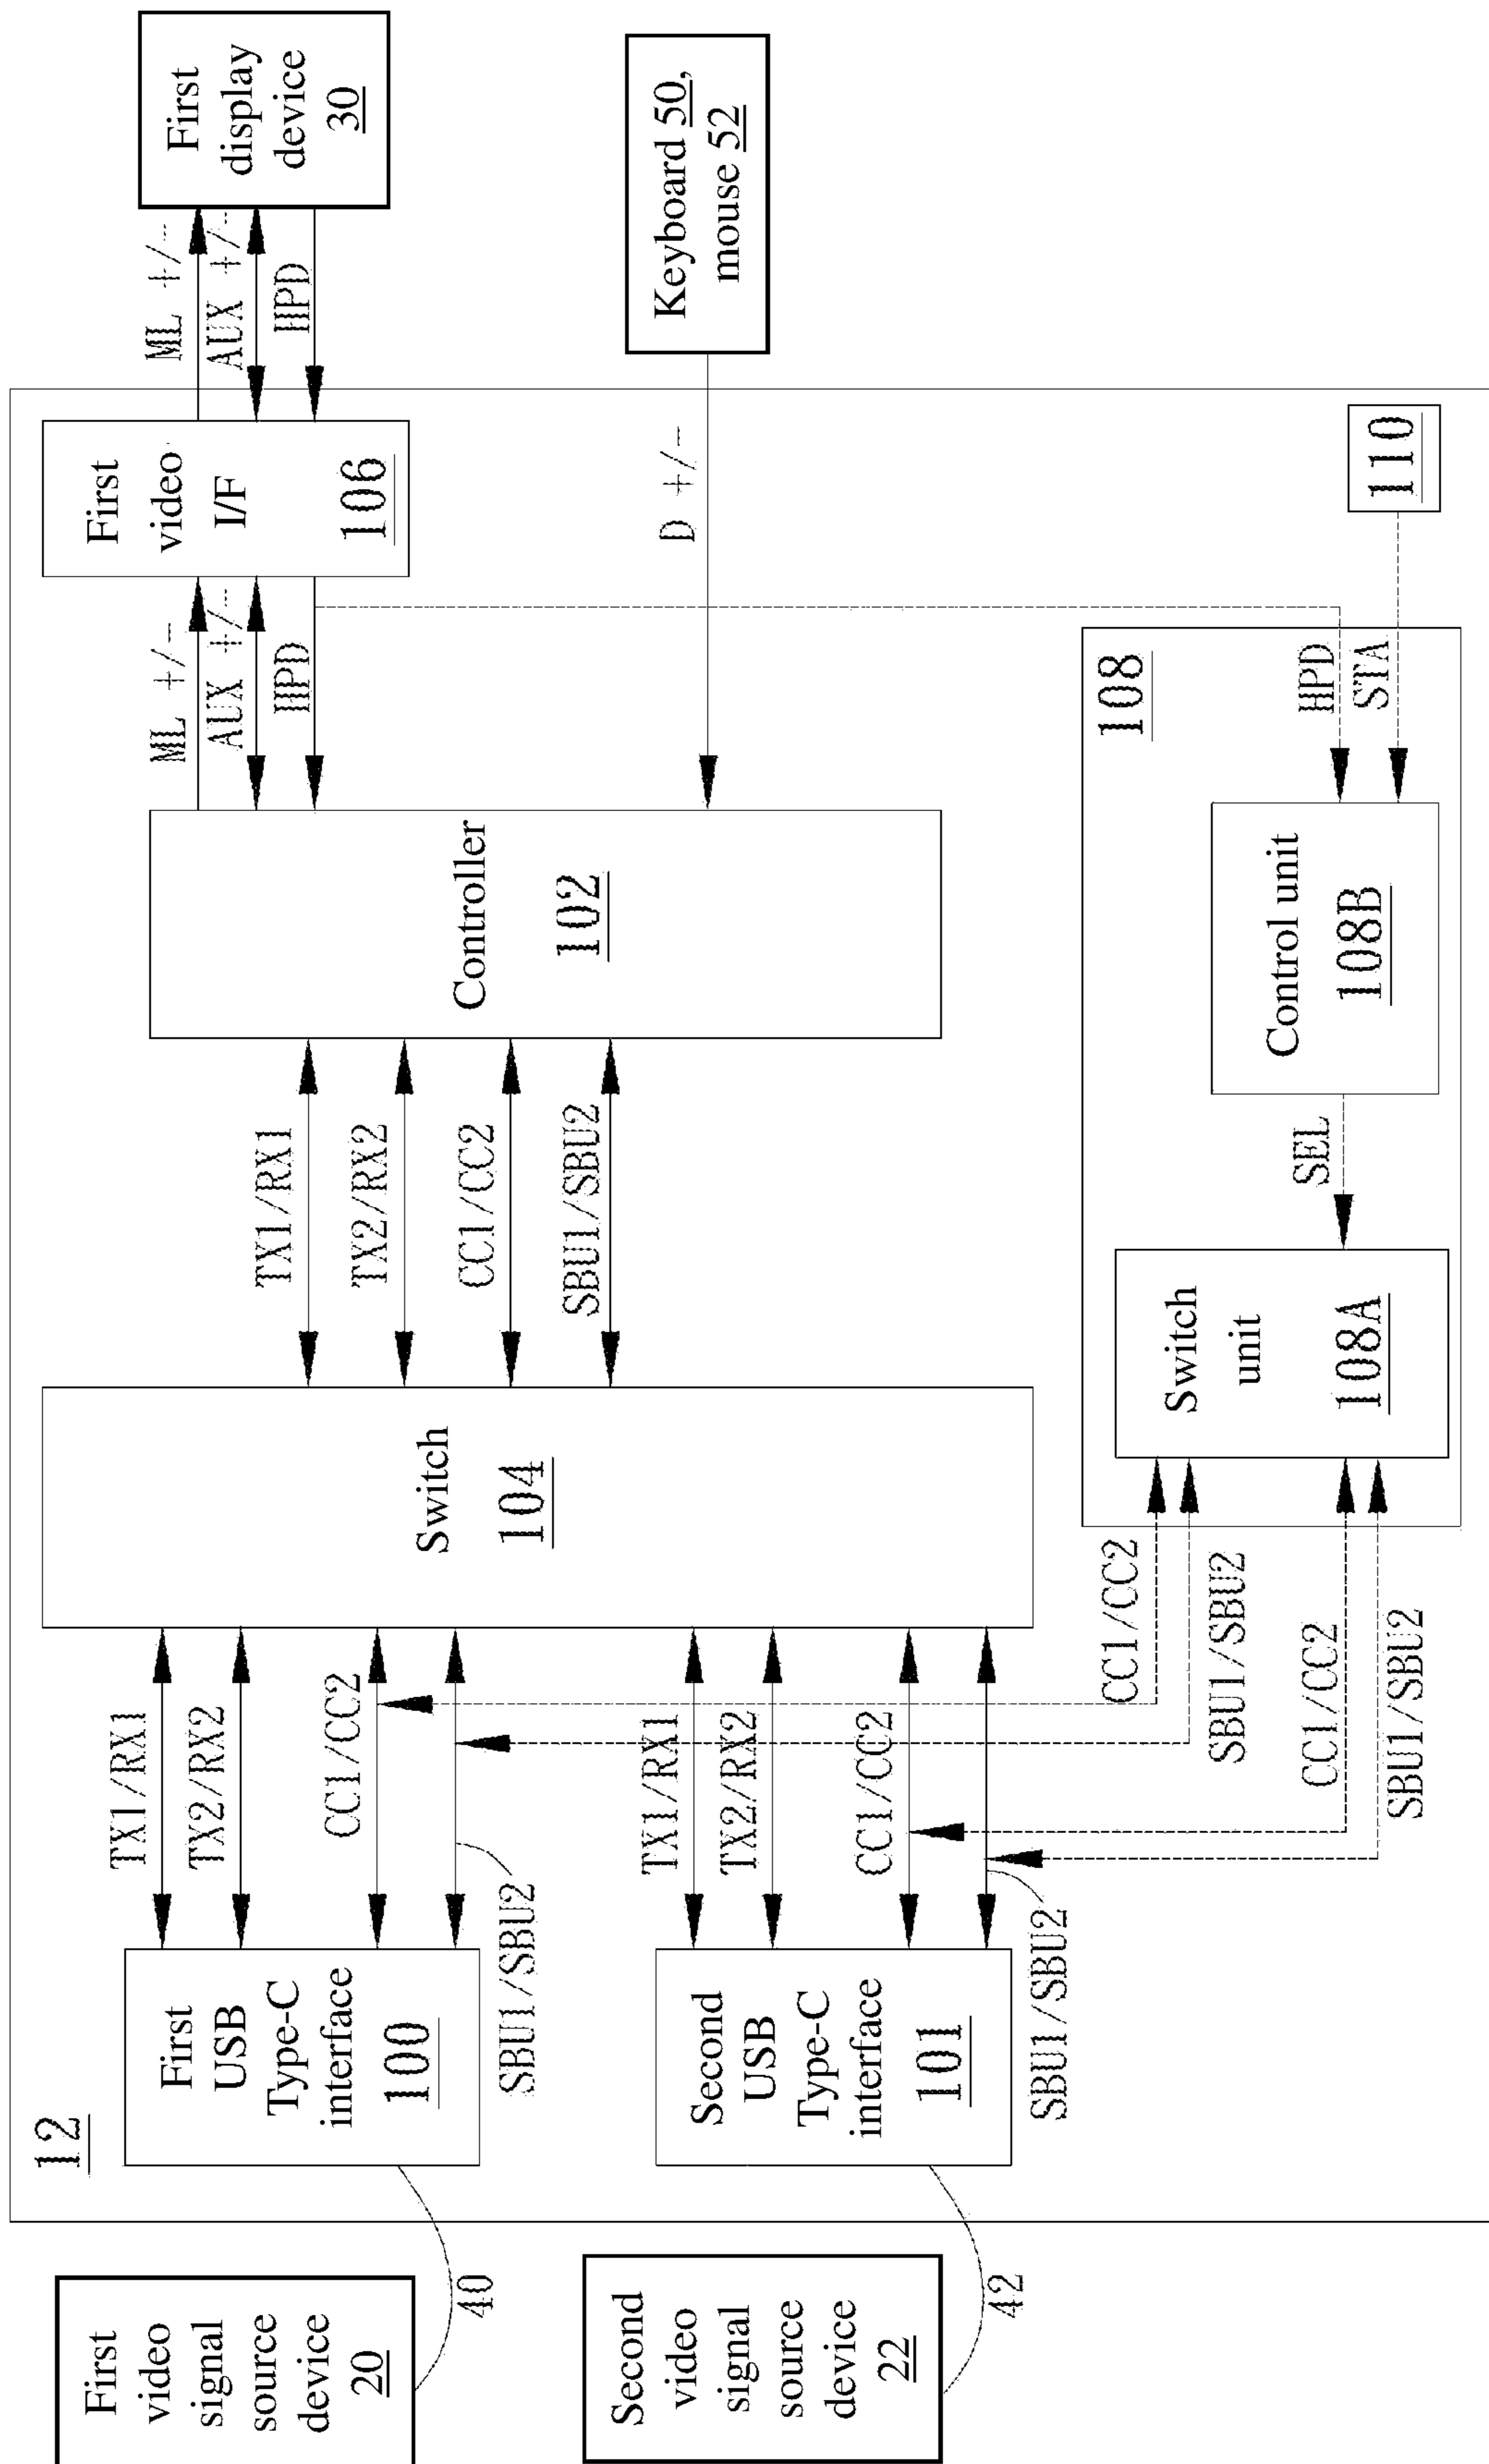 12
First
video
signal
source
device
20
40
First
USB
Type-C
interface
100
TX1/RX1
TX2/RX2
CC1/CC2
SBU1/SBU2
Second
video
signal
source
device
22
42
Second
USB
Type-C
interface
101
TX1/RX1
TX2/RX2
CC1/CC2
SBU1/SBU2
Switch
104
TX1/RX1
TX2/RX2
CC1/CC2
SBU1/SBU2
Controller
102
ML +/-
AUX +/-
HPD
First
video
I/F
106
ML +/-
AUX +/-
HPD
First
display
device
30
D +/-
Keyboard 50,
mouse 52
CC1/CC2
SBU1/SBU2
CC1/CC2
SBU1/SBU2
108
Switch
unit
108A
SEL
Control unit
108B
HPD
STA
110